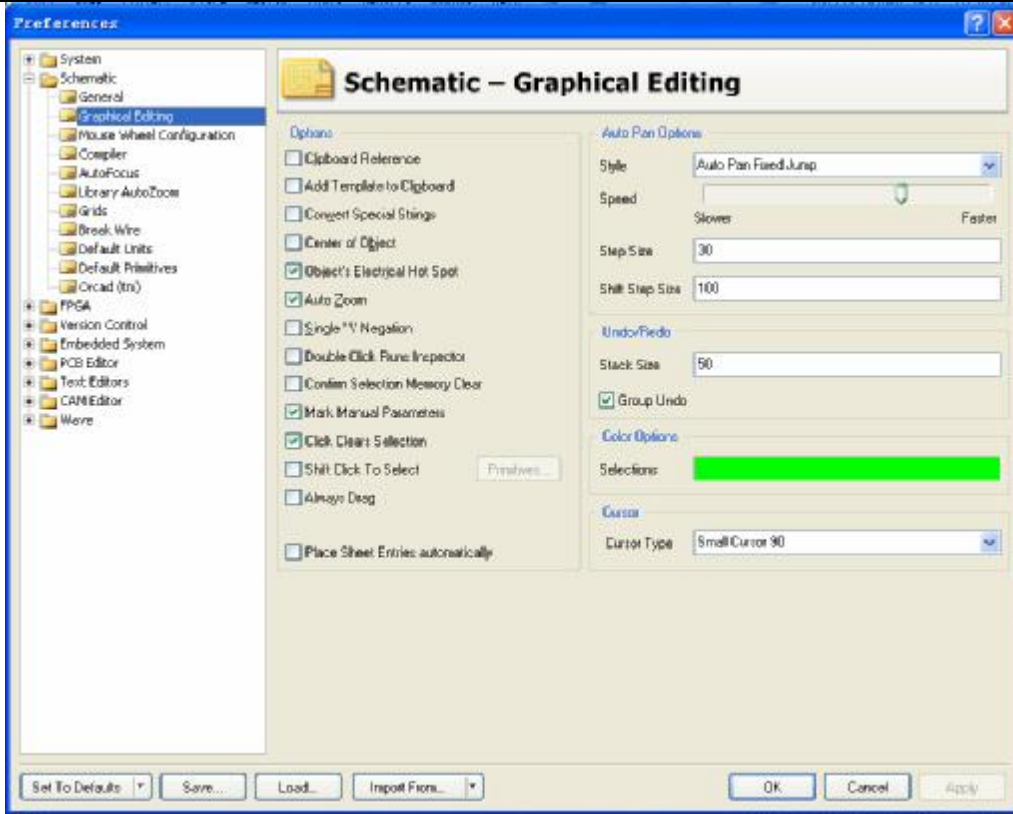 Preferences
System
Schematic
General
Graphical Editing
Mouse Wheel Configuration
Compiler
AutoFocus
Library AutoZoom
Grids
Break Wire
Default Units
Default Primitives
Orcad (tm)
FPGA
Version Control
Embedded System
PCB Editor
Text Editors
CAM Editor
Wave
Schematic – Graphical Editing
Options
Clipboard Reference
Add Template to Clipboard
Convert Special Strings
Center of Object
Object's Electrical Hot Spot
Auto Zoom
Single '\' Negation
Double Click Runs Inspector
Confirm Selection Memory Clear
Mark Manual Parameters
Click Clears Selection
Shift Click To Select
Primitives...
Always Drag
Place Sheet Entries automatically
Auto Pan Options
Style
Auto Pan Fixed Jump
Speed
Slower
Faster
Step Size
30
Shift Step Size
100
Undo/Redo
Stack Size
50
Group Undo
Color Options
Selections
Cursor
Cursor Type
Small Cursor 90
Set To Defaults
Save...
Load...
Import From...
OK
Cancel
Apply